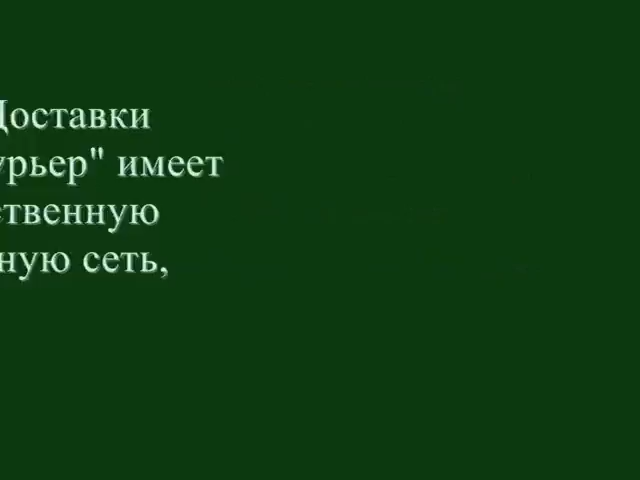 Доставки
урьер" имеет
ственную
ную сеть,